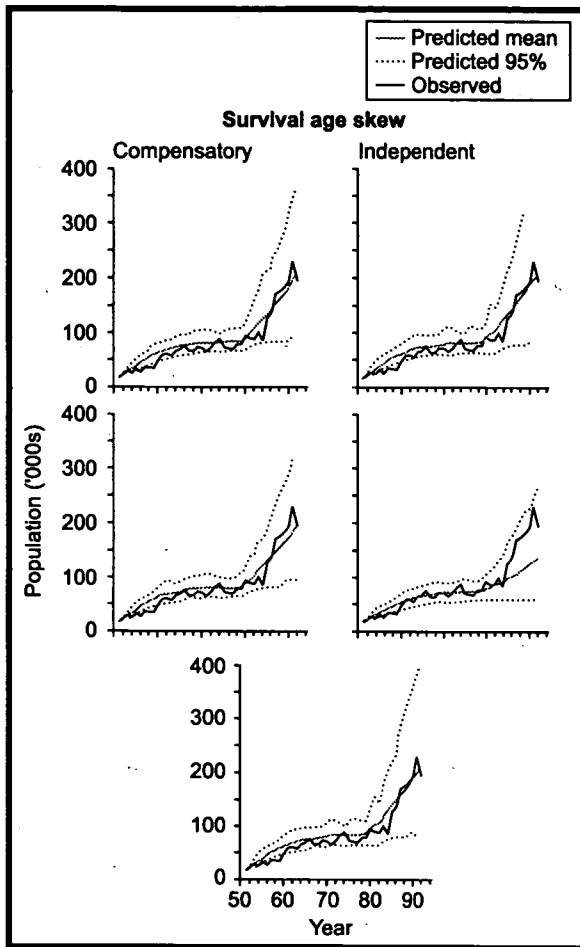 Predicted mean
Predicted 95%
Observed
Survival age skew
Compensatory
Independent
400
300
200
100
0
400
300
200
100
0
Population ('000s)
400
300
200
100
0
50 60 70 80 90
Year